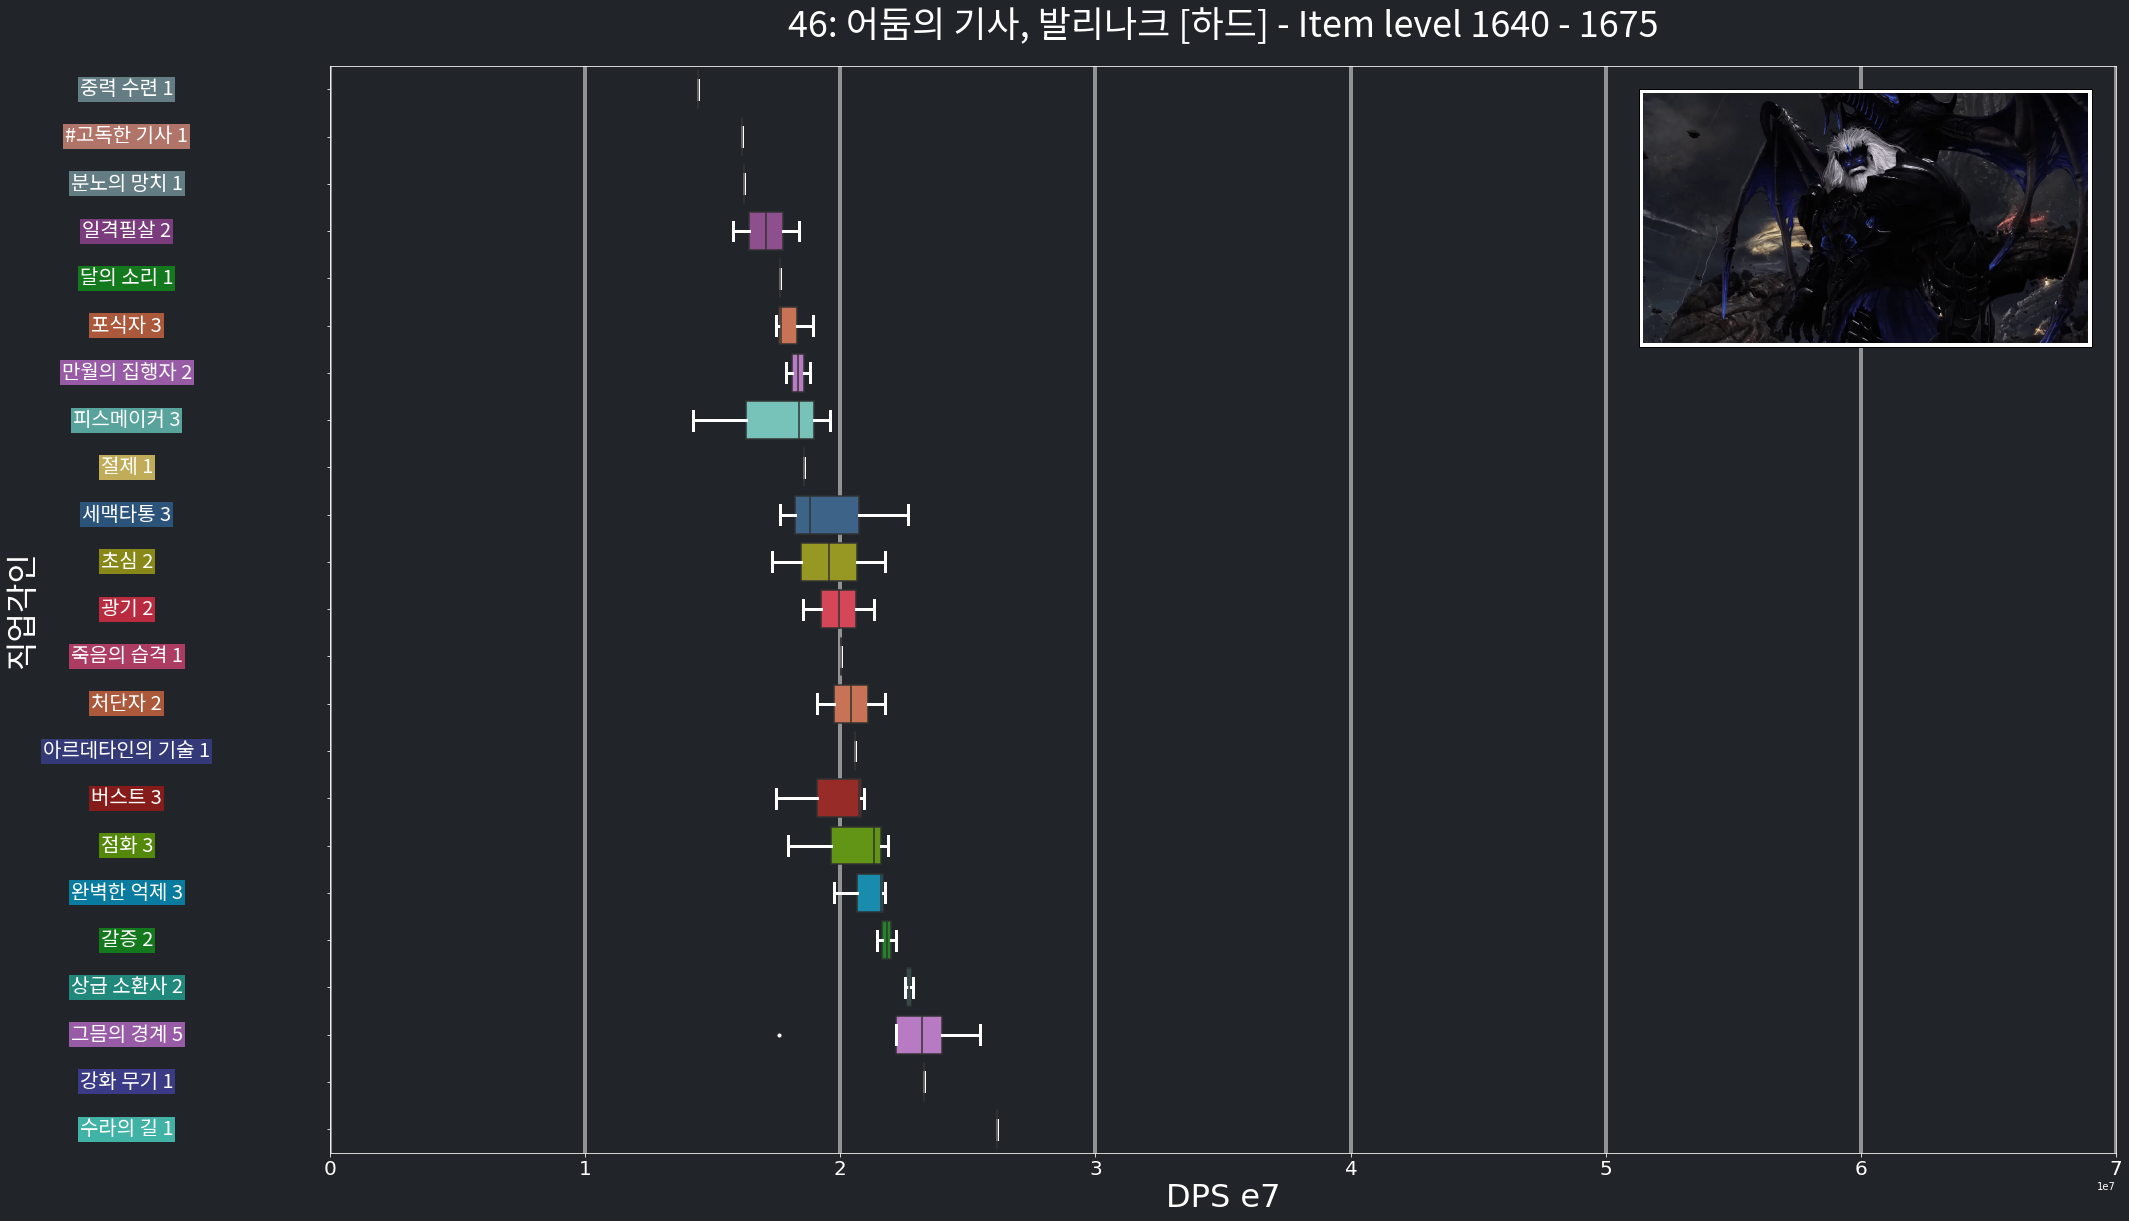 46: 어둠의 기사, 발리나크 [하드] - Item level 1640 - 1675
직업각인
중력 수련 1
#고독한 기사 1
분노의 망치 1
일격필살 2
달의 소리 1
포식자 3
만월의 집행자 2
피스메이커 3
절제 1
세맥타통 3
초심 2
광기 2
죽음의 습격 1
처단자 2
아르데타인의 기술 1
버스트 3
점화 3
완벽한 억제 3
갈증 2
상급 소환사 2
그믐의 경계 5
강화 무기 1
수라의 길 1
0 1 2 3 4 5 6 7
1e7
DPS e7